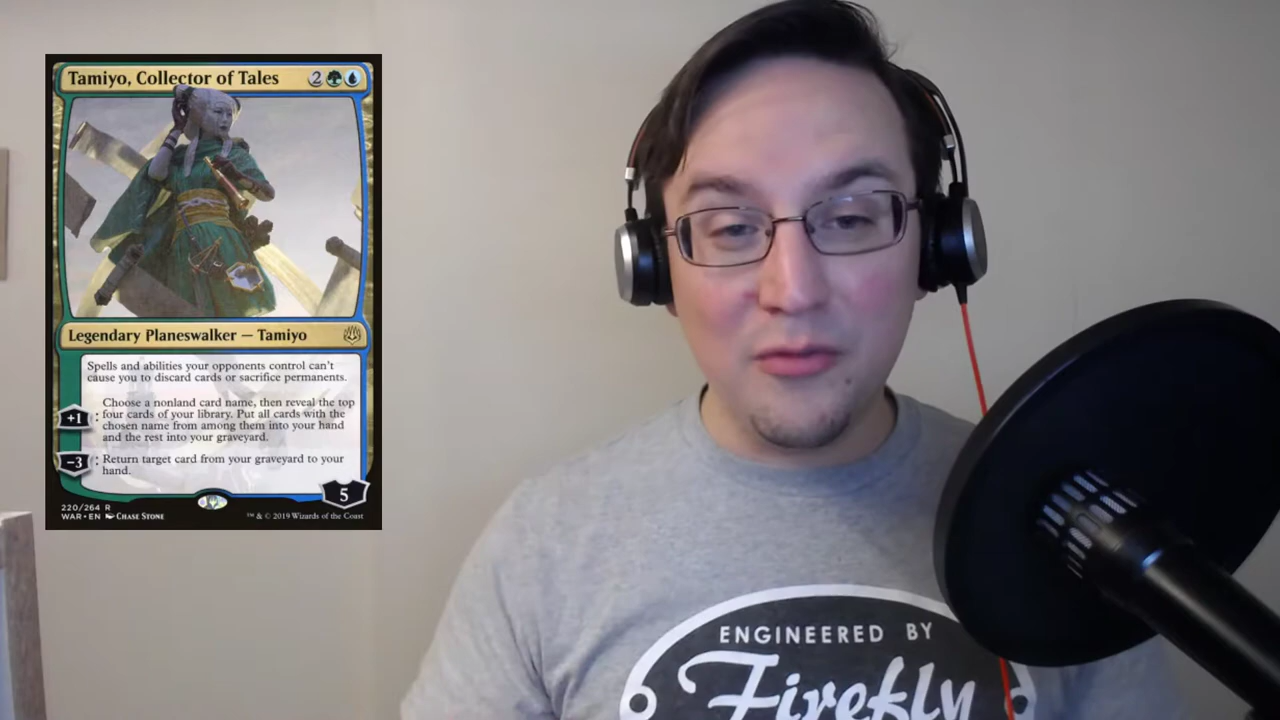 Tamiyo, Collector of Tales 2
Legendary Planeswalker — Tamiyo
Spells and abilities your opponents control can't
cause you to discard cards or sacrifice permanents.
+1: Choose a nonland card name, then reveal the top
four cards of your library. Put all cards with the
chosen name from among them into your hand
and the rest into your graveyard.
−3: Return target card from your graveyard to your
hand.
5
220/264 R
WAR • EN Chase Stone
™ & © 2019 Wizards of the Coast
ENGINEERED BY
Firefly